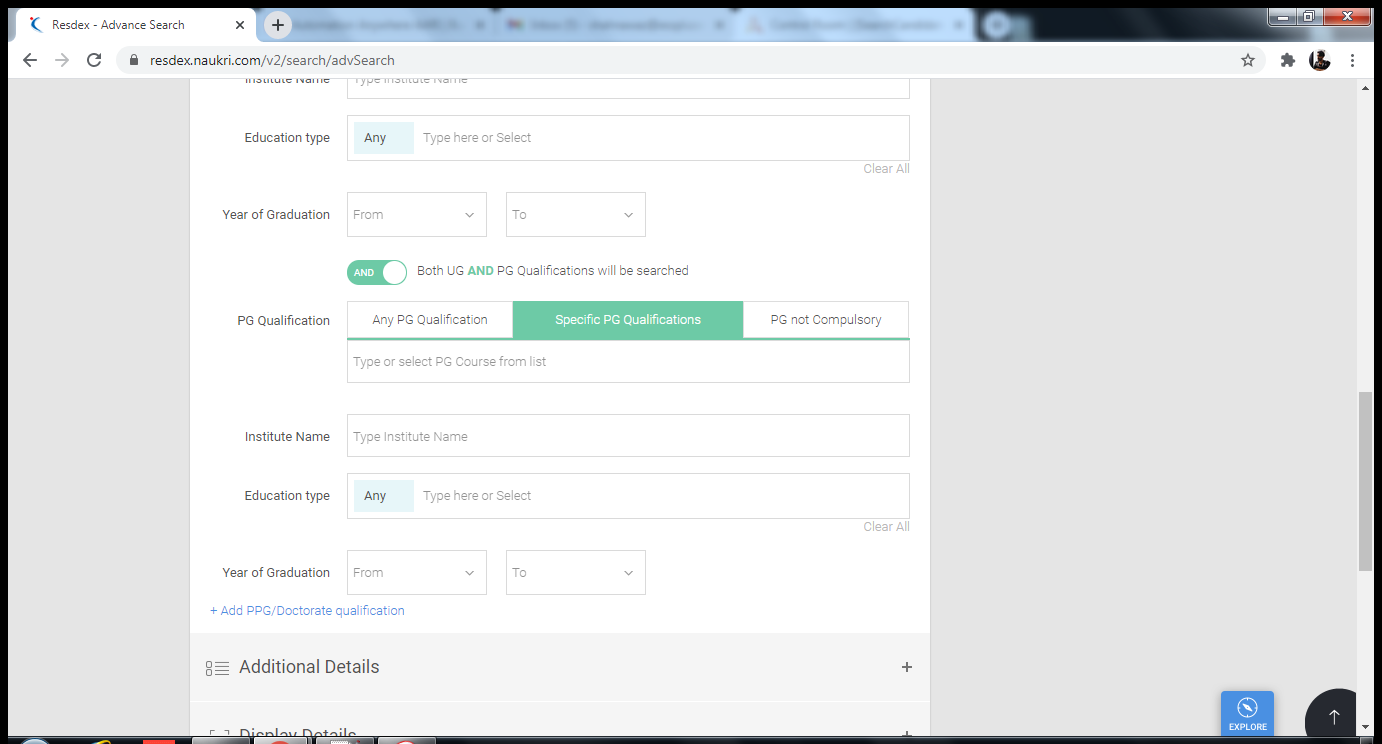 Resdex - Advance Search
resdex.naukri.com/v2/search/advSearch
Institute Name Type Institute Name
Education type Any Type here or Select
Clear All
Year of Graduation From To
AND Both UG AND PG Qualifications will be searched
PG Qualification Any PG Qualification Specific PG Qualifications PG not Compulsory
Type or select PG Course from list
Institute Name Type Institute Name
Education type Any Type here or Select
Clear All
Year of Graduation From To
+ Add PPG/Doctorate qualification
Additional Details +
EXPLORE
Display Details +